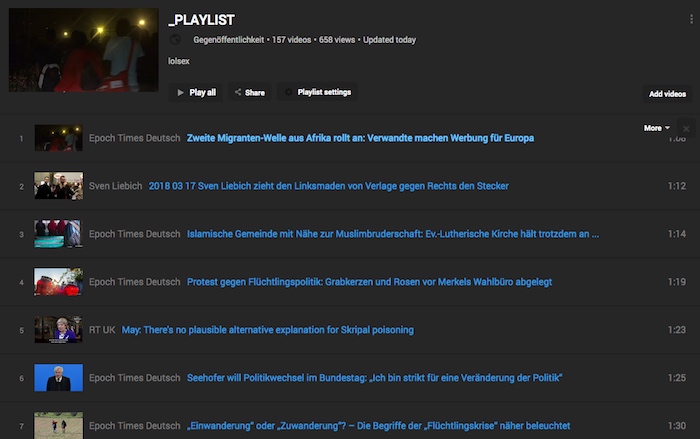 _PLAYLIST
Gegenöffentlichkeit • 157 videos • 658 views • Updated today
lolsex
Play all Share Playlist settings Add videos
More
1 Epoch Times Deutsch Zweite Migranten-Welle aus Afrika rollt an: Verwandte machen Werbung für Europa 1:08
2 Sven Liebich 2018 03 17 Sven Liebich zieht den Linksmaden von Verlage gegen Rechts den Stecker 1:12
3 Epoch Times Deutsch Islamische Gemeinde mit Nähe zur Muslimbruderschaft: Ev.-Lutherische Kirche hält trotzdem an ... 1:14
4 Epoch Times Deutsch Protest gegen Flüchtlingspolitik: Grabkerzen und Rosen vor Merkels Wahlbüro abgelegt 1:19
5 RT UK May: There's no plausible alternative explanation for Skripal poisoning 1:23
6 Epoch Times Deutsch Seehofer will Politikwechsel im Bundestag: „Ich bin strikt für eine Veränderung der Politik“ 1:25
7 Epoch Times Deutsch „Einwanderung“ oder „Zuwanderung“? – Die Begriffe der „Flüchtlingskrise“ näher beleuchtet 1:30